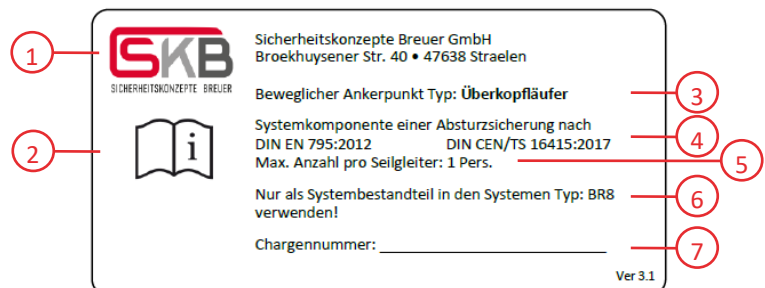 1
SKB
SICHERHEITSKONZEPTE BREUER
Sicherheitskonzepte Breuer GmbH
Broekhuysener Str. 40 • 47638 Straelen
Beweglicher Ankerpunkt Typ: Überkopfläufer
3
2
i
Systemkomponente einer Absturzsicherung nach
DIN EN 795:2012 DIN CEN/TS 16415:2017
4
Max. Anzahl pro Seilgleiter: 1 Pers.
5
Nur als Systembestandteil in den Systemen Typ: BR8
verwenden!
6
Chargennummer: ____________________
7
Ver 3.1